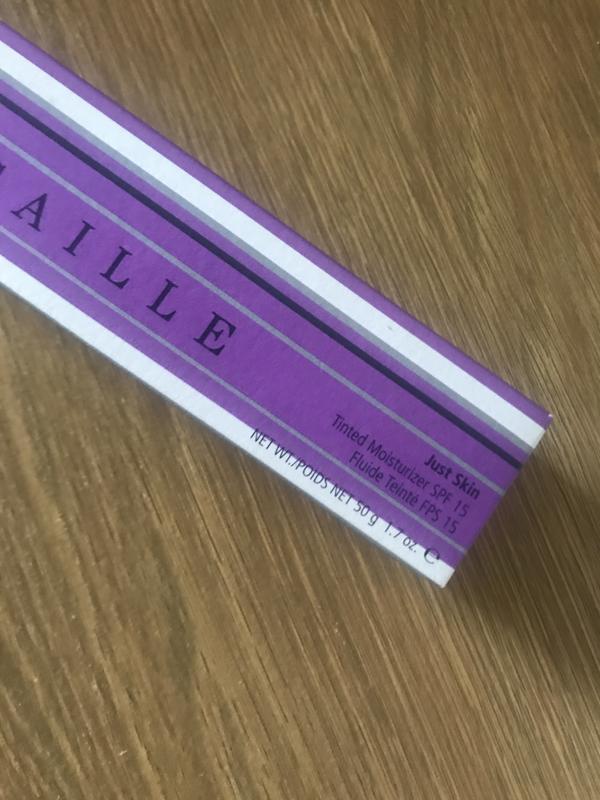 AILLE
Just Skin
Tinted Moisturizer SPF 15
Fluide Teinté FPS 15
NET WT./POIDS NET 50 g 1.7 oz. ℮